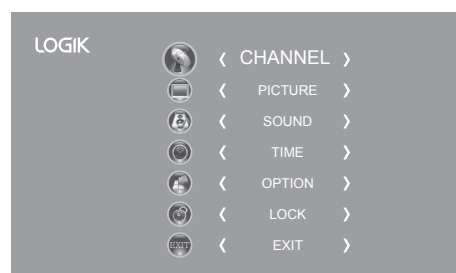 LOGIK
CHANNEL
PICTURE
SOUND
TIME
OPTION
LOCK
EXIT EXIT